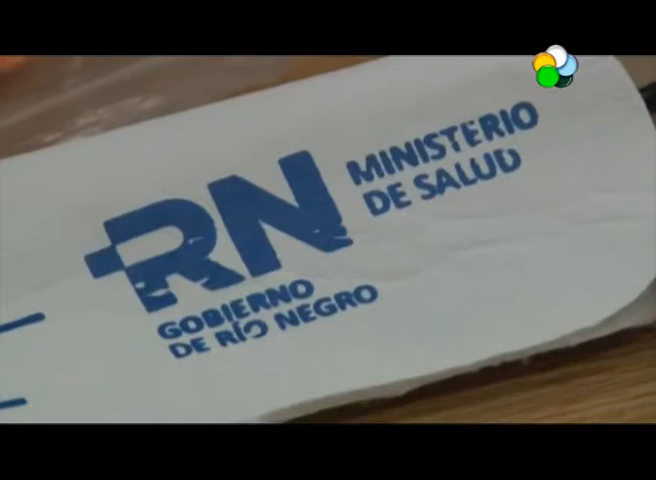 RN
MINISTERIO
DE SALUD
GOBIERNO
DE RÍO NEGRO